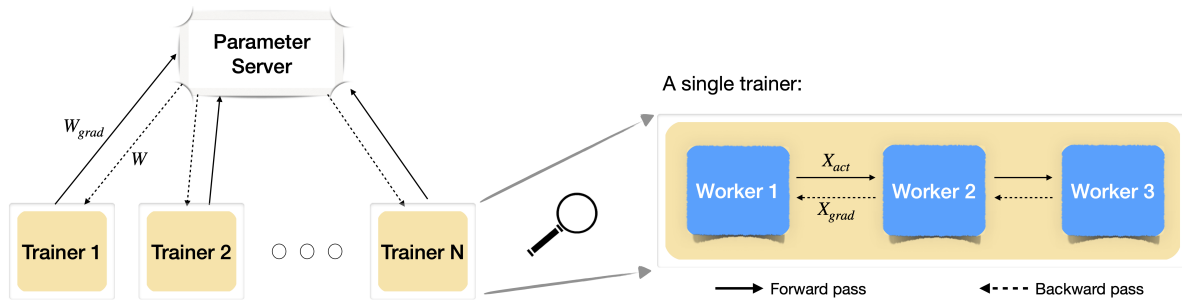 Parameter
Server
A single trainer:
W_grad
W
X_act
Worker 1
Worker 2
Worker 3
X_grad
Trainer 1
Trainer 2
Trainer N
Forward pass
Backward pass